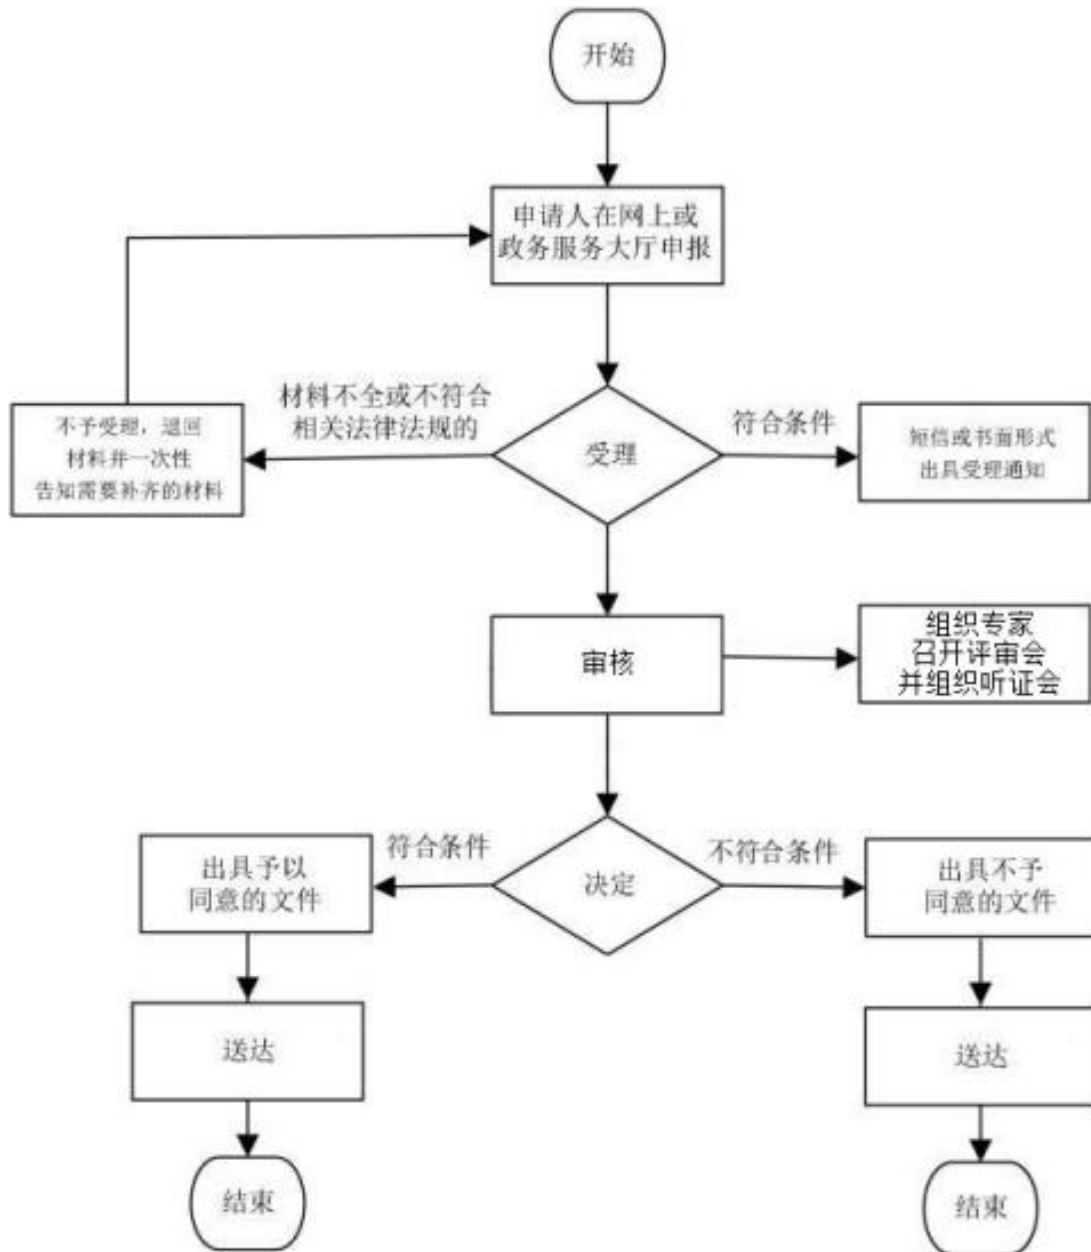 开始
申请人在网上或
政务服务大厅申报
材料不全或不符合
相关法律法规的
符合条件
不予受理，退回
材料并一次性
告知需要补齐的材料
受理
短信或书面形式
出具受理通知
审核
组织专家
召开评审会
并组织听证会
符合条件
不符合条件
出具予以
同意的文件
决定
出具不予
同意的文件
送达
送达
结束
结束